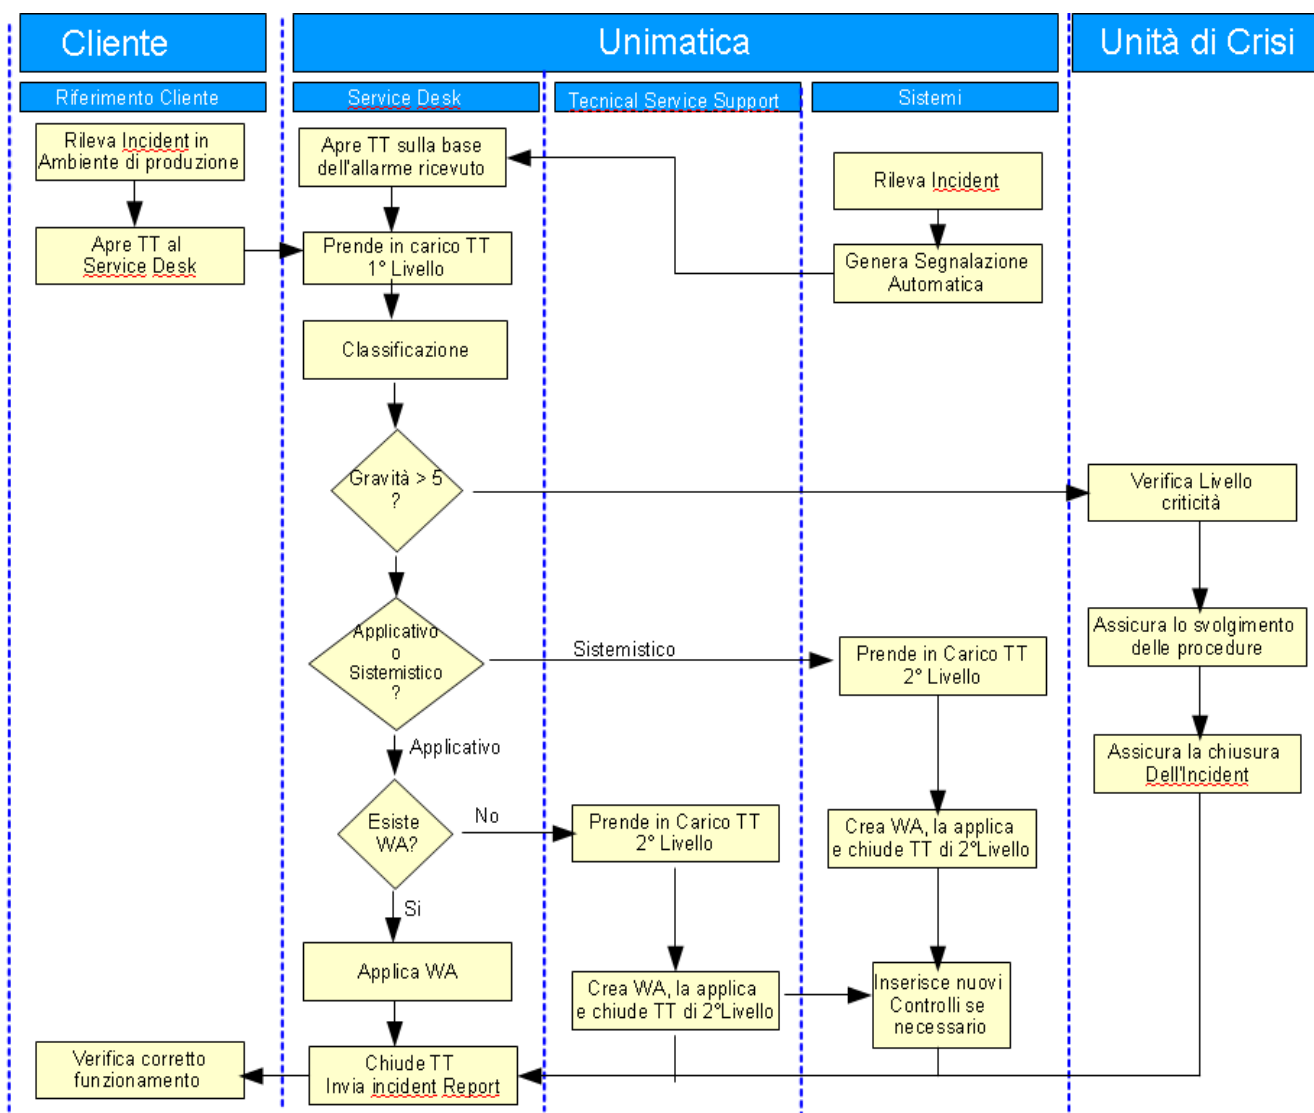 Cliente
Unimatica
Unità di Crisi
Riferimento Cliente
Service Desk
Tecnical Service Support
Sistemi
Rileva Incident in
Ambiente di produzione
Apre TT sulla base
dell'allarme ricevuto
Rileva Incident
Apre TT al
Service Desk
Prende in carico TT
1° Livello
Genera Segnalazione
Automatica
Classificazione
Gravità > 5
?
Verifica Livello
criticità
Applicativo
o
Sistemistico
?
Sistemistico
Prende in Carico TT
2° Livello
Assicura lo svolgimento
delle procedure
Applicativo
Assicura la chiusura
Dell'Incident
Esiste
WA?
No
Prende in Carico TT
2° Livello
Crea WA, la applica
e chiude TT di 2°Livello
Si
Applica WA
Crea WA, la applica
e chiude TT di 2°Livello
Inserisce nuovi
Controlli se
necessario
Verifica corretto
funzionamento
Chiude TT
Invia incident Report